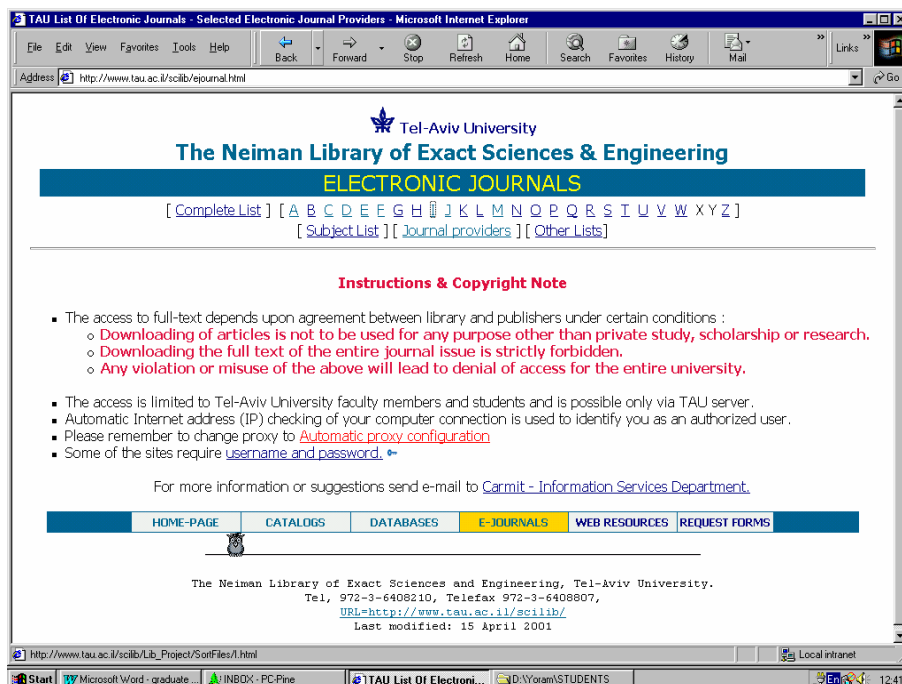 TAU List Of Electronic Journals - Selected Electronic Journal Providers - Microsoft Internet Explorer
File Edit View Favorites Tools Help
Back Forward Stop Refresh Home Search Favorites History Mail » Links »
Address http://www.tau.ac.il/scilib/ejournal.html Go
Tel-Aviv University
The Neiman Library of Exact Sciences & Engineering
ELECTRONIC JOURNALS
[ Complete List ] [ A B C D E F G H I J K L M N O P Q R S T U V W X Y Z ]
[ Subject List ] [ Journal providers ] [ Other Lists]
Instructions & Copyright Note
The access to full-text depends upon agreement between library and publishers under certain conditions :
Downloading of articles is not to be used for any purpose other than private study, scholarship or research.
Downloading the full text of the entire journal issue is strictly forbidden.
Any violation or misuse of the above will lead to denial of access for the entire university.
The access is limited to Tel-Aviv University faculty members and students and is possible only via TAU server.
Automatic Internet address (IP) checking of your computer connection is used to identify you as an authorized user.
Please remember to change proxy to Automatic proxy configuration
Some of the sites require username and password.
For more information or suggestions send e-mail to Carmit - Information Services Department.
HOME-PAGE CATALOGS DATABASES E-JOURNALS WEB RESOURCES REQUEST FORMS
The Neiman Library of Exact Sciences and Engineering, Tel-Aviv University.
Tel, 972-3-6408210, Telefax 972-3-6408807,
URL=http://www.tau.ac.il/scilib/
Last modified: 15 April 2001
http://www.tau.ac.il/scilib/Lib_Project/SortFiles/I.html Local intranet
Start Microsoft Word - graduate ... INBOX - PC-Pine TAU List Of Electroni... D:\Yoram\STUDENTS En 12:41